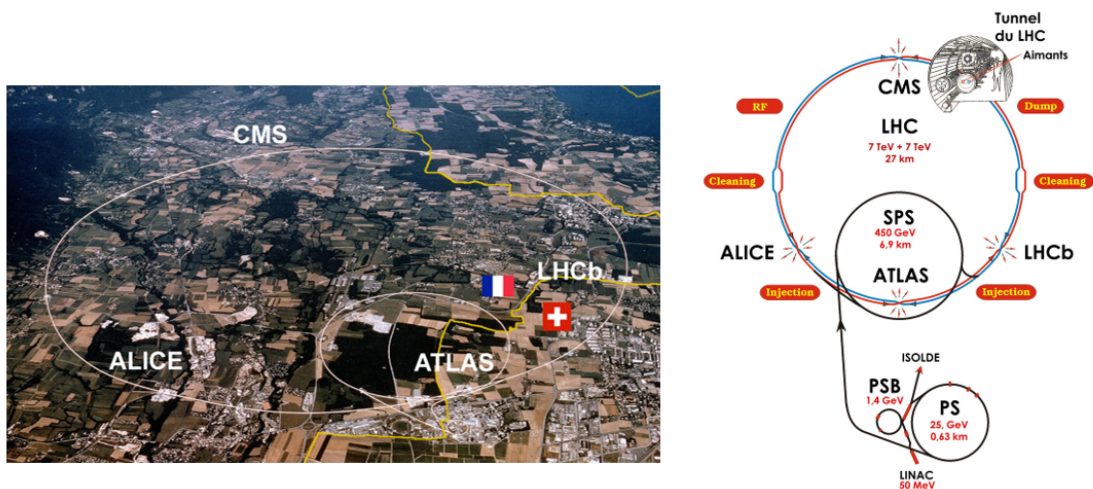 CMS
LHCb
ALICE
ATLAS
Tunnel
du LHC
Aimants
CMS
RF
Dump
LHC
7 TeV + 7 TeV
27 km
Cleaning
Cleaning
SPS
450 GeV
6,9 km
ALICE
LHCb
ATLAS
Injection
Injection
ISOLDE
PSB
1,4 GeV
PS
25, GeV
0,63 km
LINAC
50 MeV